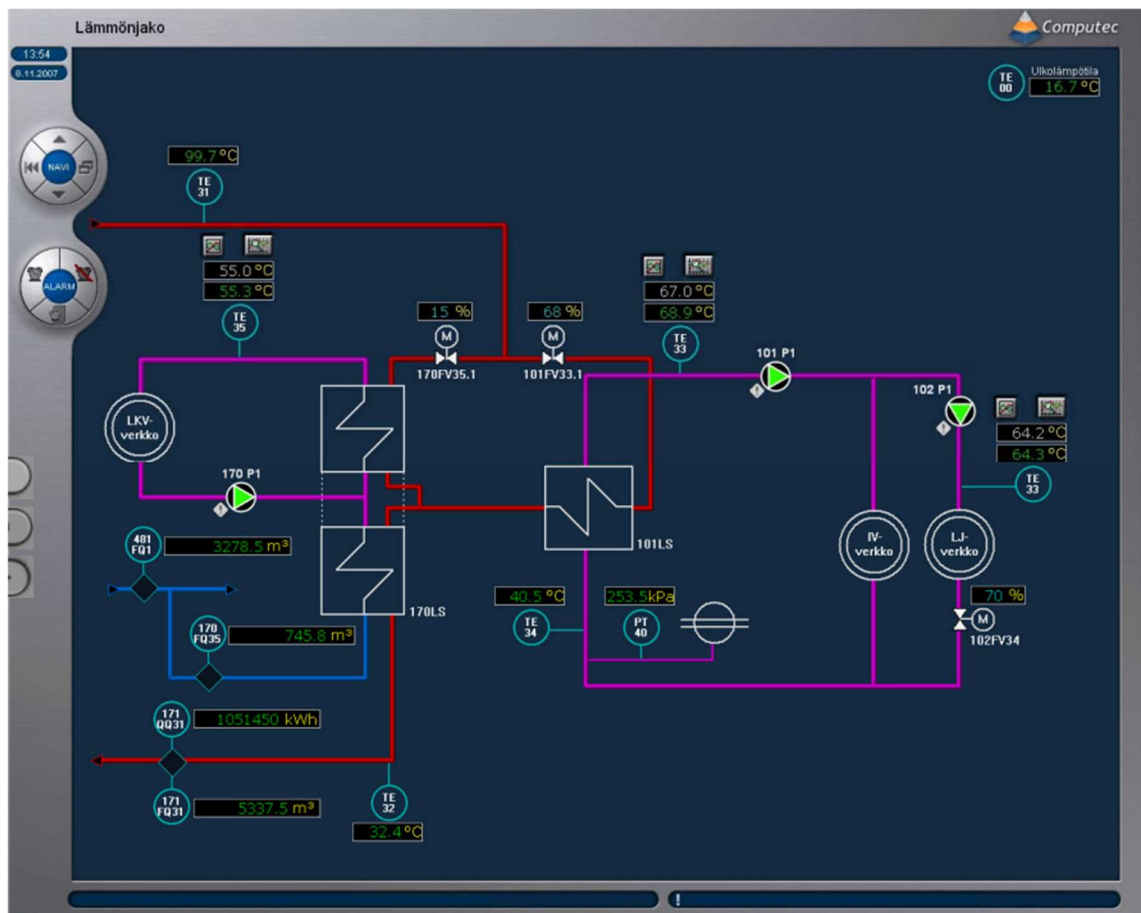 Lämmönjako
Computec
13:54
8.11.2007
TE
00
Ulkolämpötila
16.7 °C
NAVI
ALARM
99.7 °C
TE
31
55.0 °C
55.3 °C
TE
35
15 %
M
170FV35.1
68 %
M
101FV33.1
67.0 °C
68.9 °C
TE
33
101 P1
102 P1
64.2 °C
64.3 °C
TE
33
LKV-
verkko
170 P1
481
FQ1
3278.5 m³
170
FQ35
745.8 m³
170LS
101LS
IV-
verkko
LJ-
verkko
40.5 °C
TE
34
253.5kPa
PT
40
70 %
M
102FV34
171
QQ31
1051450 kWh
171
FQ31
5337.5 m³
TE
32
32.4 °C
!